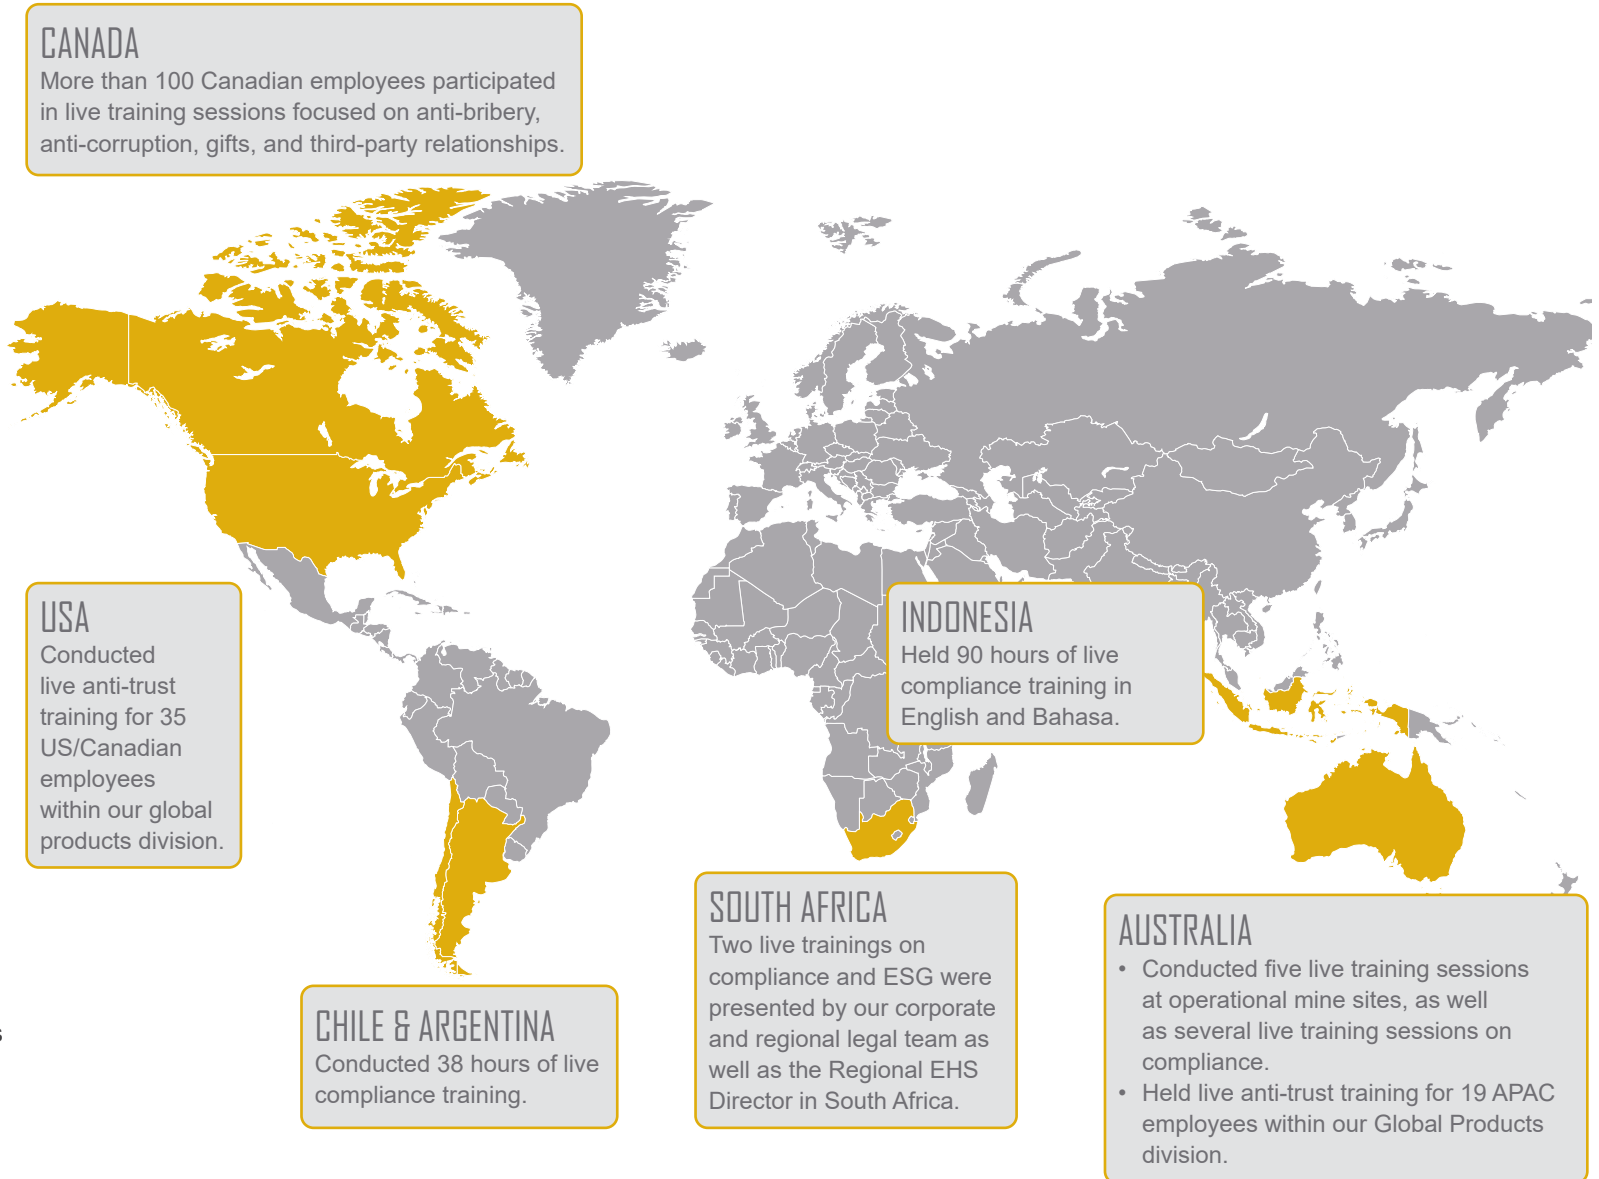 CANADA
More than 100 Canadian employees participated
in live training sessions focused on anti-bribery,
anti-corruption, gifts, and third-party relationships.
USA
Conducted
live anti-trust
training for 35
US/Canadian
employees
within our global
products division.
INDONESIA
Held 90 hours of live
compliance training in
English and Bahasa.
CHILE & ARGENTINA
Conducted 38 hours of live
compliance training.
SOUTH AFRICA
Two live trainings on
compliance and ESG were
presented by our corporate
and regional legal team as
well as the Regional EHS
Director in South Africa.
AUSTRALIA
• Conducted five live training sessions
at operational mine sites, as well
as several live training sessions on
compliance.
• Held live anti-trust training for 19 APAC
employees within our Global Products
division.